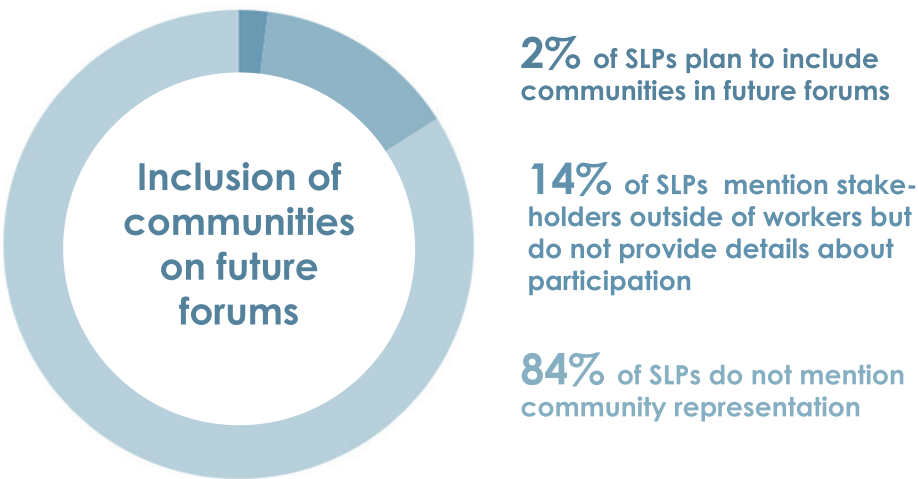 Inclusion of
communities
on future
forums
2% of SLPs plan to include
communities in future forums
14% of SLPs mention stake-
holders outside of workers but
do not provide details about
participation
84% of SLPs do not mention
community representation